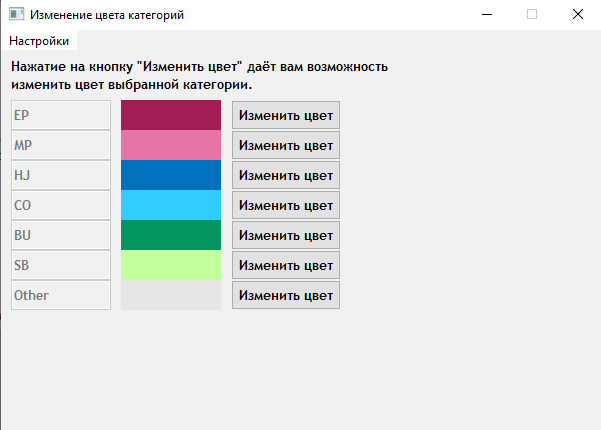 Изменение цвета категорий
Настройки
Нажатие на кнопку "Изменить цвет" даёт вам возможность
изменить цвет выбранной категории.
EP Изменить цвет
MP Изменить цвет
HJ Изменить цвет
CO Изменить цвет
BU Изменить цвет
SB Изменить цвет
Other Изменить цвет